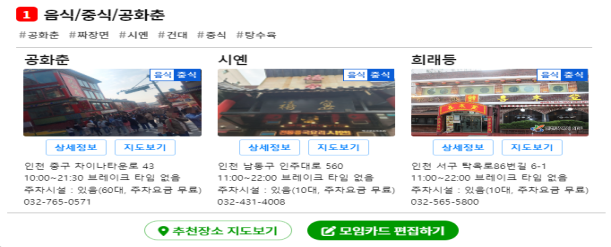 1 음식/중식/공화춘
#공화춘 #짜장면 #시옌 #건대 #중식 #탕수육
공화춘 시옌 희래등
음식 중식 음식 중식 음식 중식
상세정보 지도보기 상세정보 지도보기 상세정보 지도보기
인천 중구 차이나타운로 43 인천 남동구 인주대로 560 인천 서구 탁옥로86번길 6-1
10:00~21:30 브레이크 타임 없음 11:00~22:00 브레이크 타임 없음 11:00~22:00 브레이크 타임 없음
주차시설 : 있음(60대, 주차요금 무료) 주차시설 : 있음(10대, 주차요금 무료) 주차시설 : 있음(10대, 주차요금 무료)
032-765-0571 032-431-4008 032-565-5800
추천장소 지도보기 모임카드 편집하기